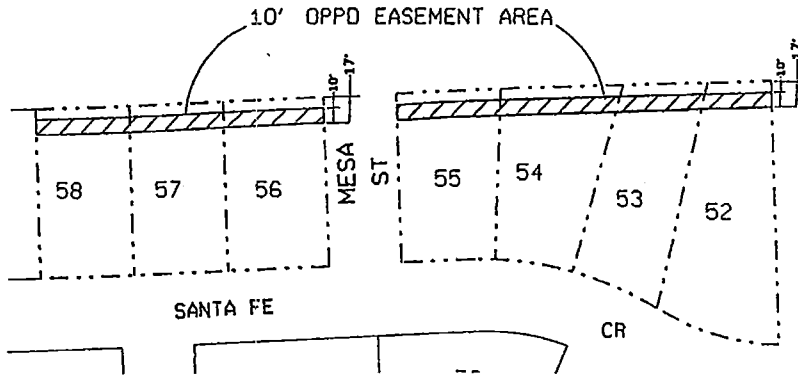 10' OPPD EASEMENT AREA
10'
17'
10'
17'
MESA ST
58
57
56
55
54
53
52
SANTA FE
CR